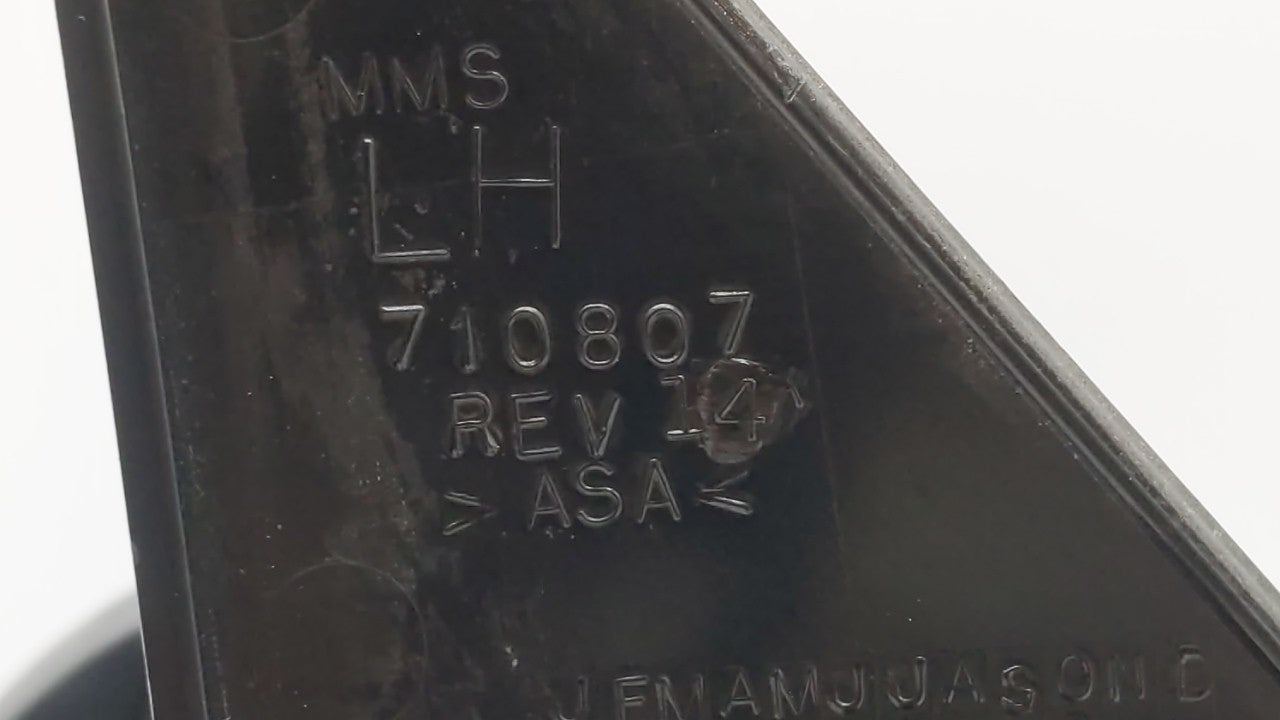 MMS
LH
710807
REV 14
>ASA<
J F M A M J J A S O N D